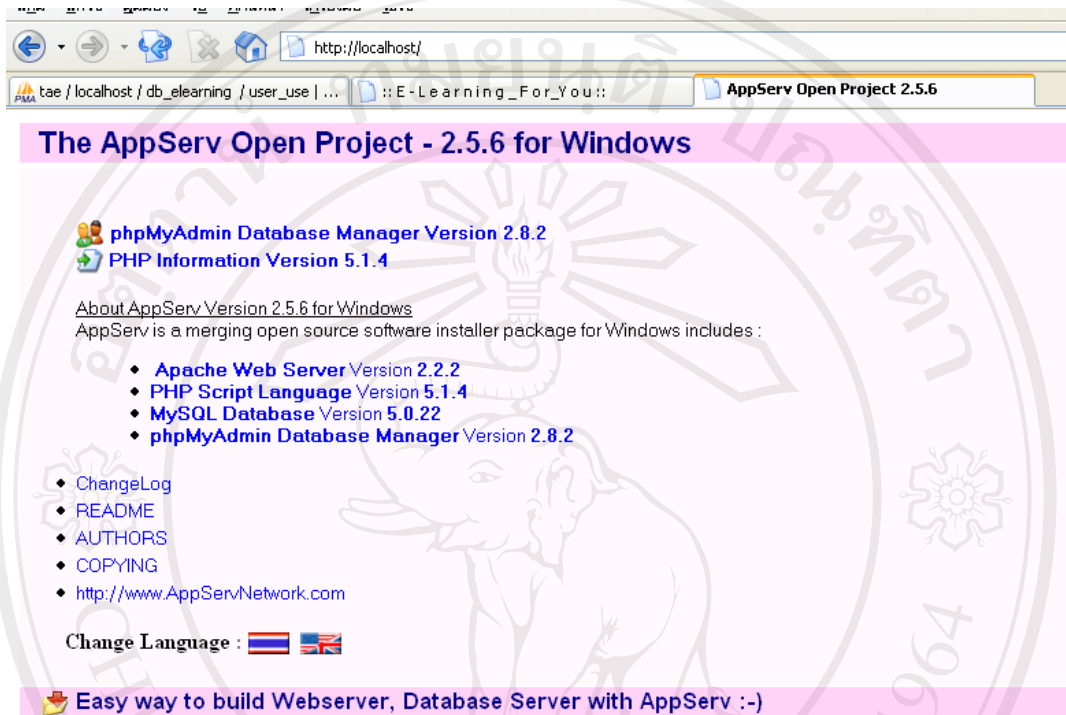 http://localhost/
tae / localhost / db_elearning / user_use | ...
:: E-Learning_For_You::
AppServ Open Project 2.5.6
The AppServ Open Project - 2.5.6 for Windows
phpMyAdmin Database Manager Version 2.8.2
PHP Information Version 5.1.4
About AppServ Version 2.5.6 for Windows
AppServ is a merging open source software installer package for Windows includes :
Apache Web Server Version 2.2.2
PHP Script Language Version 5.1.4
MySQL Database Version 5.0.22
phpMyAdmin Database Manager Version 2.8.2
ChangeLog
README
AUTHORS
COPYING
http://www.AppServNetwork.com
Change Language :
Easy way to build Webserver, Database Server with AppServ :-)
1964